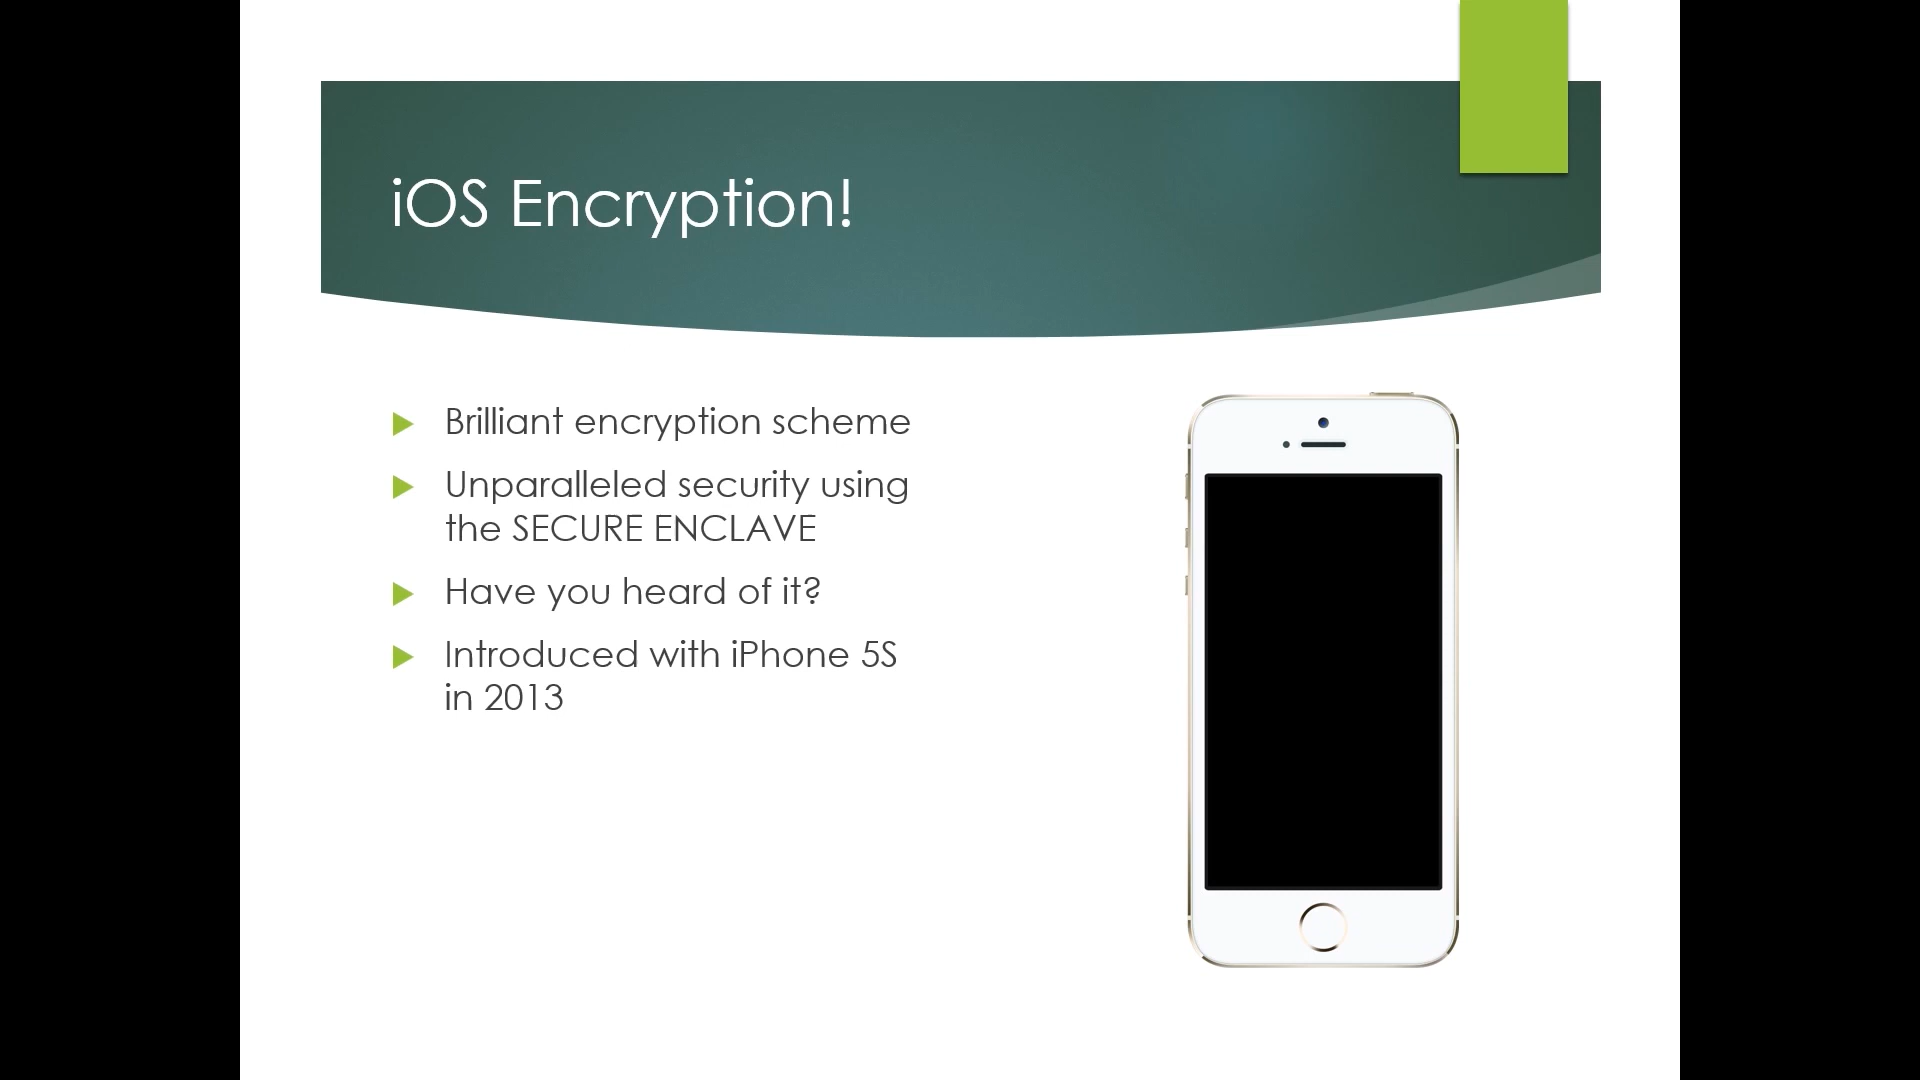 iOS Encryption!
Brilliant encryption scheme
Unparalleled security using
the SECURE ENCLAVE
Have you heard of it?
Introduced with iPhone 5S
in 2013